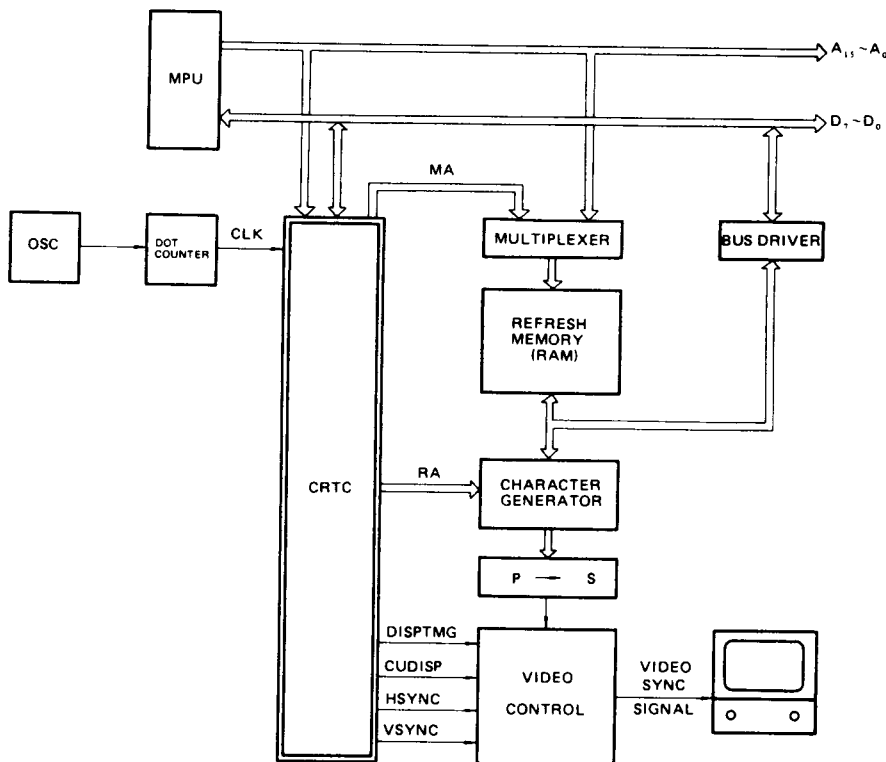 MPU
A₁₅ ~ A₀
D₇ ~ D₀
MA
OSC
DOT
COUNTER
CLK
MULTIPLEXER
BUS DRIVER
REFRESH
MEMORY
(RAM)
CRTC
RA
CHARACTER
GENERATOR
P → S
DISPTMG
CUDISP
HSYNC
VSYNC
VIDEO
CONTROL
VIDEO
SYNC
SIGNAL